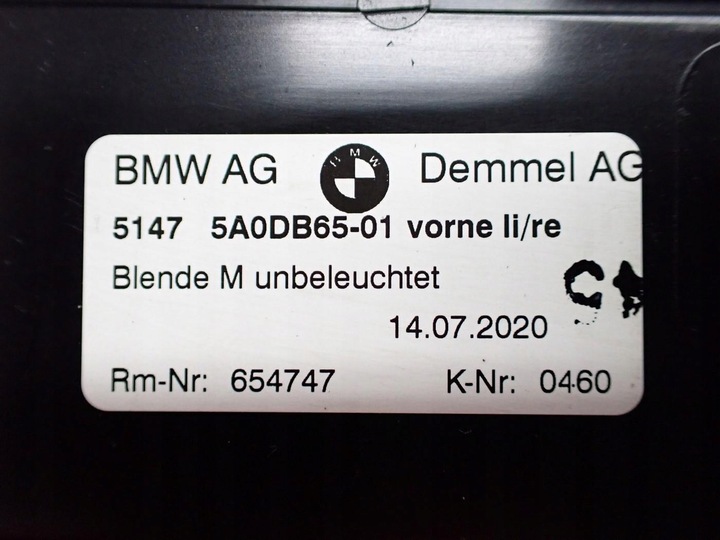 BMW AG BMW Demmel AG
5147 5A0DB65-01 vorne li/re
Blende M unbeleuchtet
14.07.2020
Rm-Nr: 654747 K-Nr: 0460